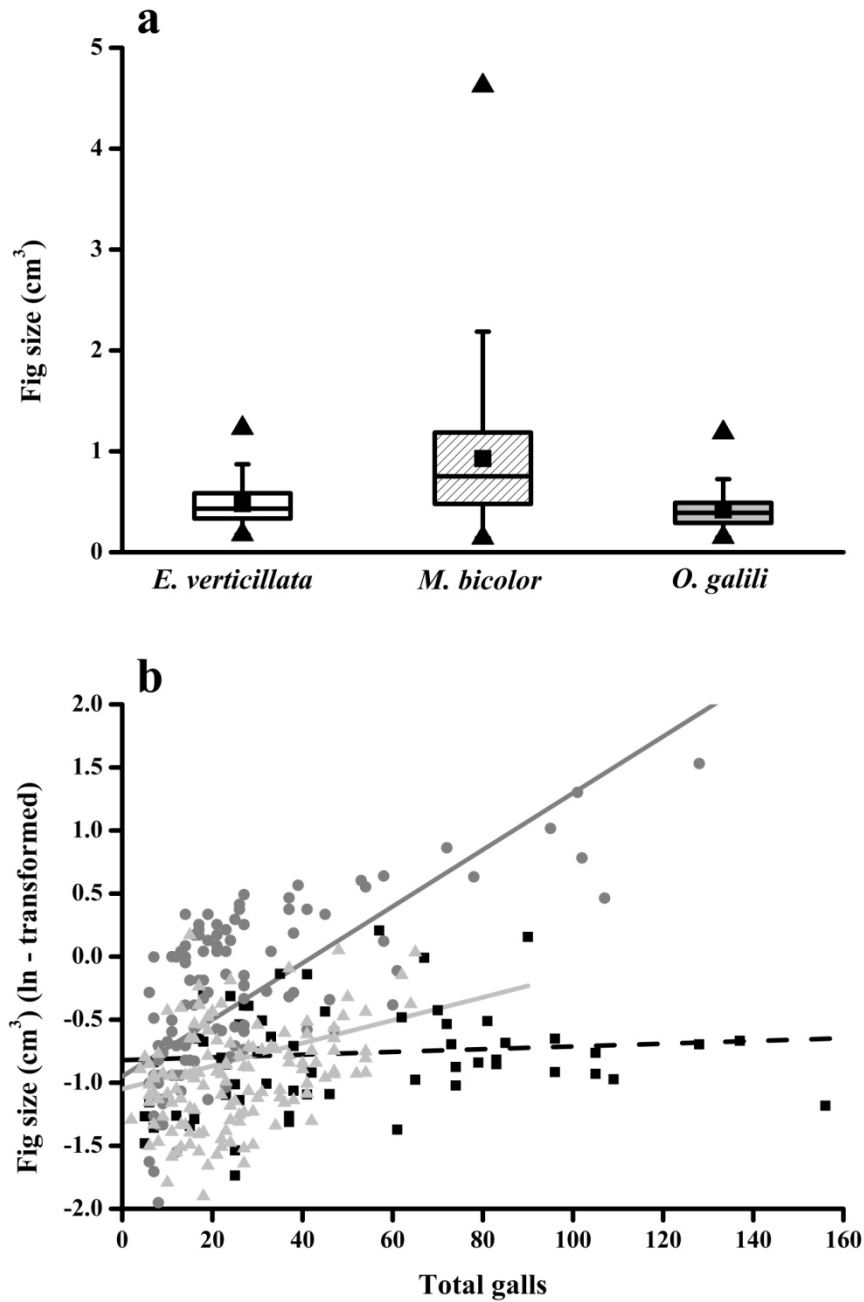 a
5
4
3
2
1
0
Fig size (cm³)
E. verticillata M. bicolor O. galili
b
2.0
1.5
1.0
0.5
0.0
-0.5
-1.0
-1.5
-2.0
Fig size (cm³) (ln - transformed)
0 20 40 60 80 100 120 140 160
Total galls